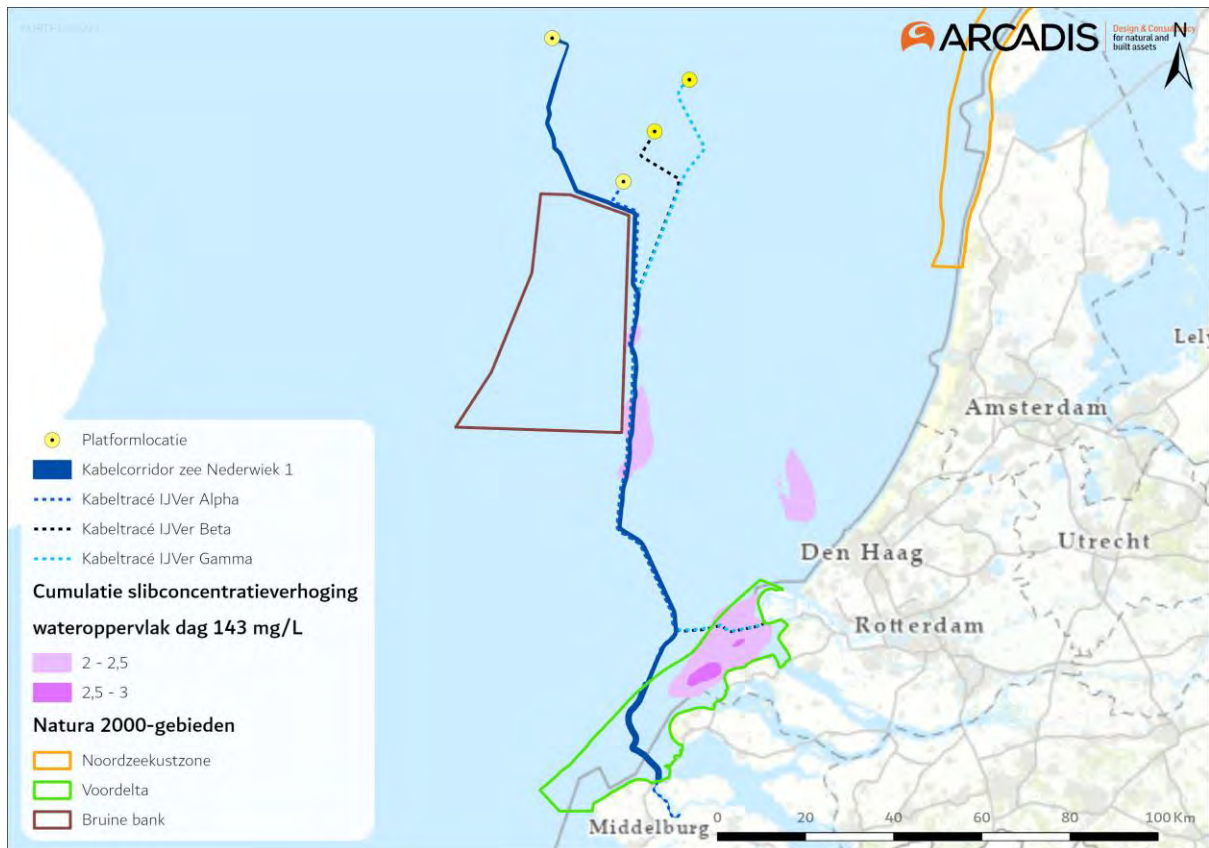 ARCADIS
Design & Consultancy
for natural and
built assets
N
Lely
Amsterdam
Utrecht
Den Haag
Rotterdam
Middelburg
Platformlocatie
Kabelcorridor zee Nederwiek 1
Kabeltracé IJVer Alpha
Kabeltracé IJVer Beta
Kabeltracé IJVer Gamma
Cumulatie slibconcentratieverhoging
wateroppervlak dag 143 mg/L
2 - 2,5
2,5 - 3
Natura 2000-gebieden
Noordzeekustzone
Voordelta
Bruine bank
0 20 40 60 80 100 Km